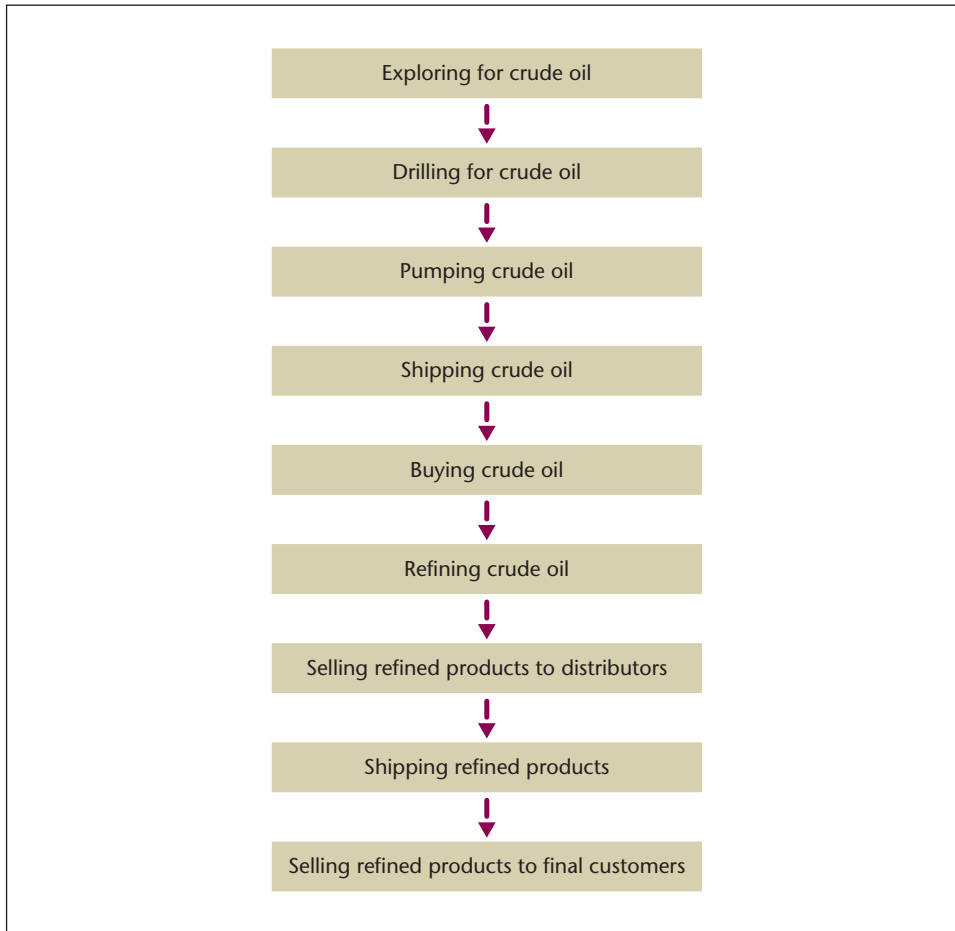 Exploring for crude oil
Drilling for crude oil
Pumping crude oil
Shipping crude oil
Buying crude oil
Refining crude oil
Selling refined products to distributors
Shipping refined products
Selling refined products to final customers